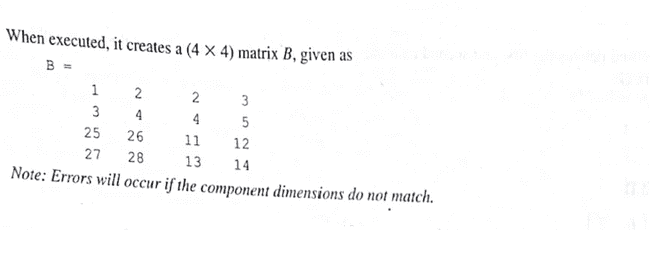 When executed, it creates a (4 × 4) matrix B, given as
B =
1 2 2 3
3 4 4 5
25 26 11 12
27 28 13 14
Note: Errors will occur if the component dimensions do not match.